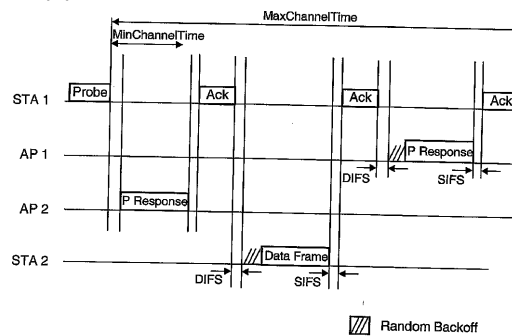 MaxChannelTime
MinChannelTime
STA 1
Probe
Ack
Ack
Ack
AP 1
P Response
DIFS
SIFS
AP 2
P Response
STA 2
Data Frame
DIFS
SIFS
Random Backoff